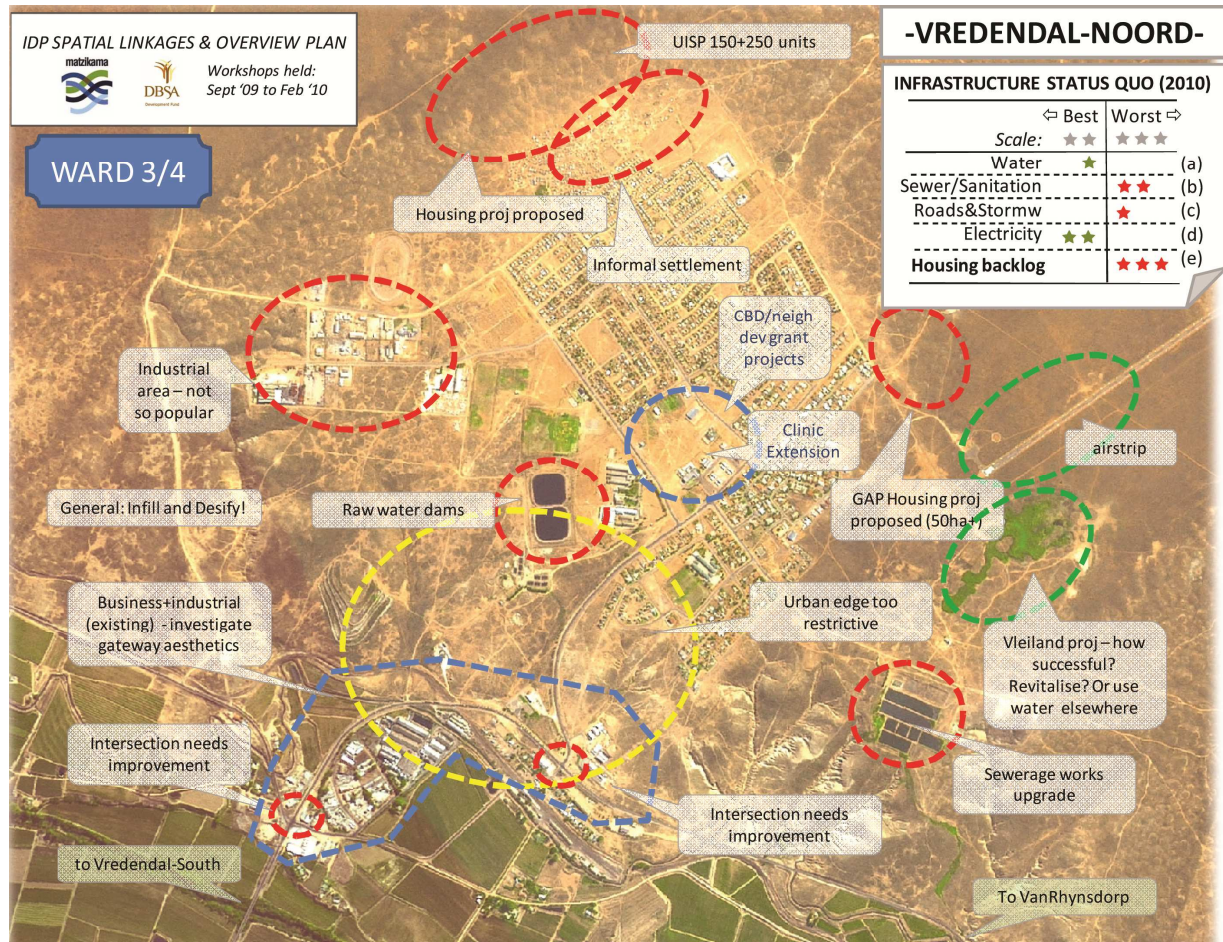 IDP SPATIAL LINKAGES & OVERVIEW PLAN
matzikama
DBSA
Development Fund
Workshops held:
Sept '09 to Feb '10
WARD 3/4
UISP 150+250 units
-VREDENDAL-NOORD-
INFRASTRUCTURE STATUS QUO (2010)
⇦ Best Worst ⇨
Scale: ★★ ★★★
Water ★ (a)
Sewer/Sanitation ★★ (b)
Roads&Stormw ★ (c)
Electricity ★★ (d)
Housing backlog ★★★ (e)
Housing proj proposed
Informal settlement
CBD/neigh
dev grant
projects
Industrial
area – not
so popular
Clinic
Extension
airstrip
General: Infill and Desify!
Raw water dams
GAP Housing proj
proposed (50ha+)
Business+industrial
(existing) - investigate
gateway aesthetics
Urban edge too
restrictive
Vleiland proj – how
successful?
Revitalise? Or use
water elsewhere
Intersection needs
improvement
Sewerage works
upgrade
Intersection needs
improvement
to Vredendal-South
To VanRhynsdorp